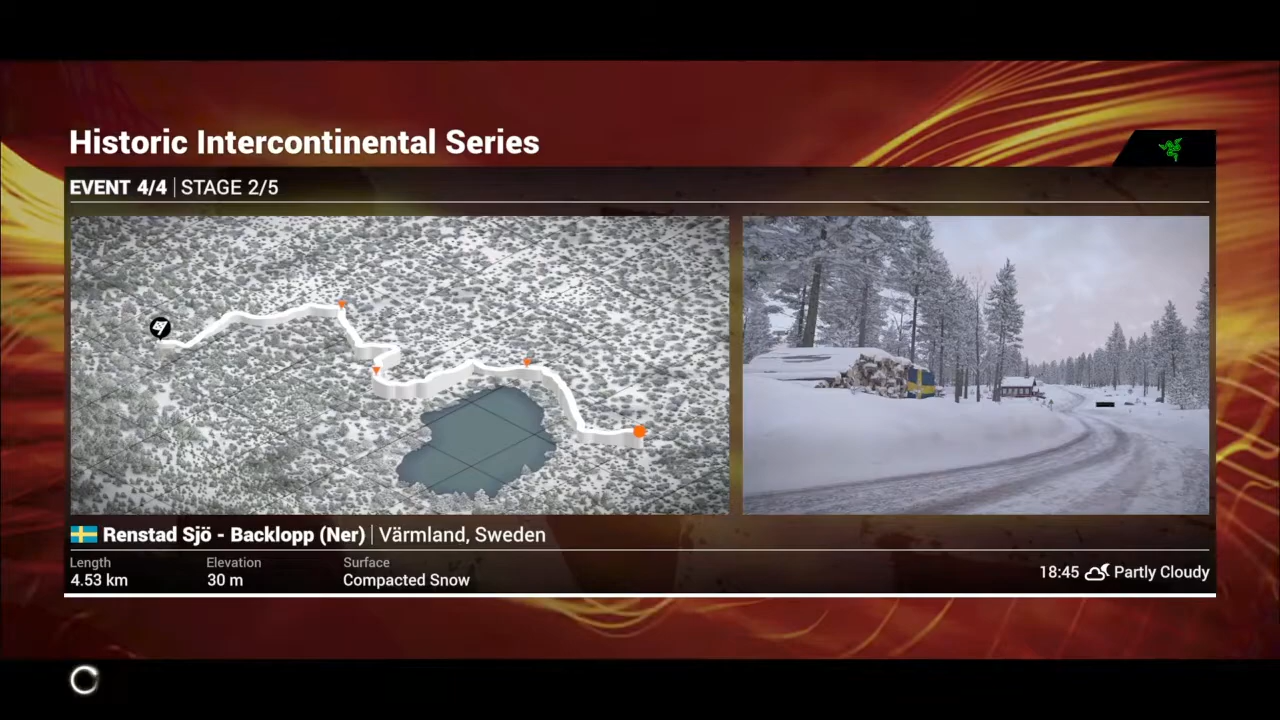 Historic Intercontinental Series
EVENT 4/4 | STAGE 2/5
Renstad Sjö - Backlopp (Ner) | Värmland, Sweden
Length Elevation Surface
4.53 km 30 m Compacted Snow
18:45 Partly Cloudy